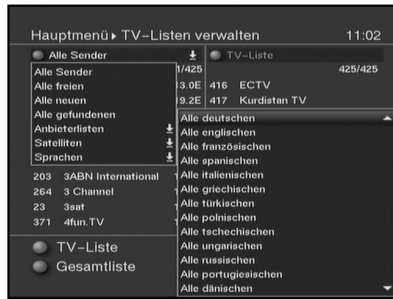 Hauptmenü ▸ TV-Listen verwalten 11:02
Alle Sender TV-Liste
1/425 425/425
Alle Sender
Alle freien
Alle neuen
Alle gefundenen
Anbieterlisten
Satelliten
Sprachen
3.0E 416 ECTV
9.2E 417 Kurdistan TV
Alle deutschen
Alle englischen
Alle französischen
Alle spanischen
Alle italienischen
Alle griechischen
Alle türkischen
Alle polnischen
Alle tschechischen
Alle ungarischen
Alle russischen
Alle portugiesischen
Alle dänischen
203 3ABN International
264 3 Channel
23 3sat
371 4fun.TV
TV-Liste
Gesamtliste